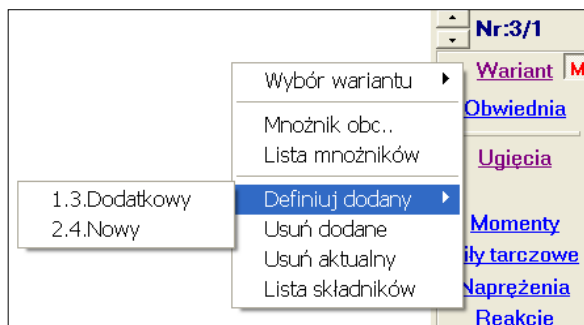 Nr:3/1
Wariant M
Obwiednia
Ugięcia
Momenty
iły tarczowe
Naprężenia
Reakcje
Wybór wariantu
Mnożnik obc..
Lista mnożników
Definiuj dodany
Usuń dodane
Usuń aktualny
Lista składników
1.3.Dodatkowy
2.4.Nowy